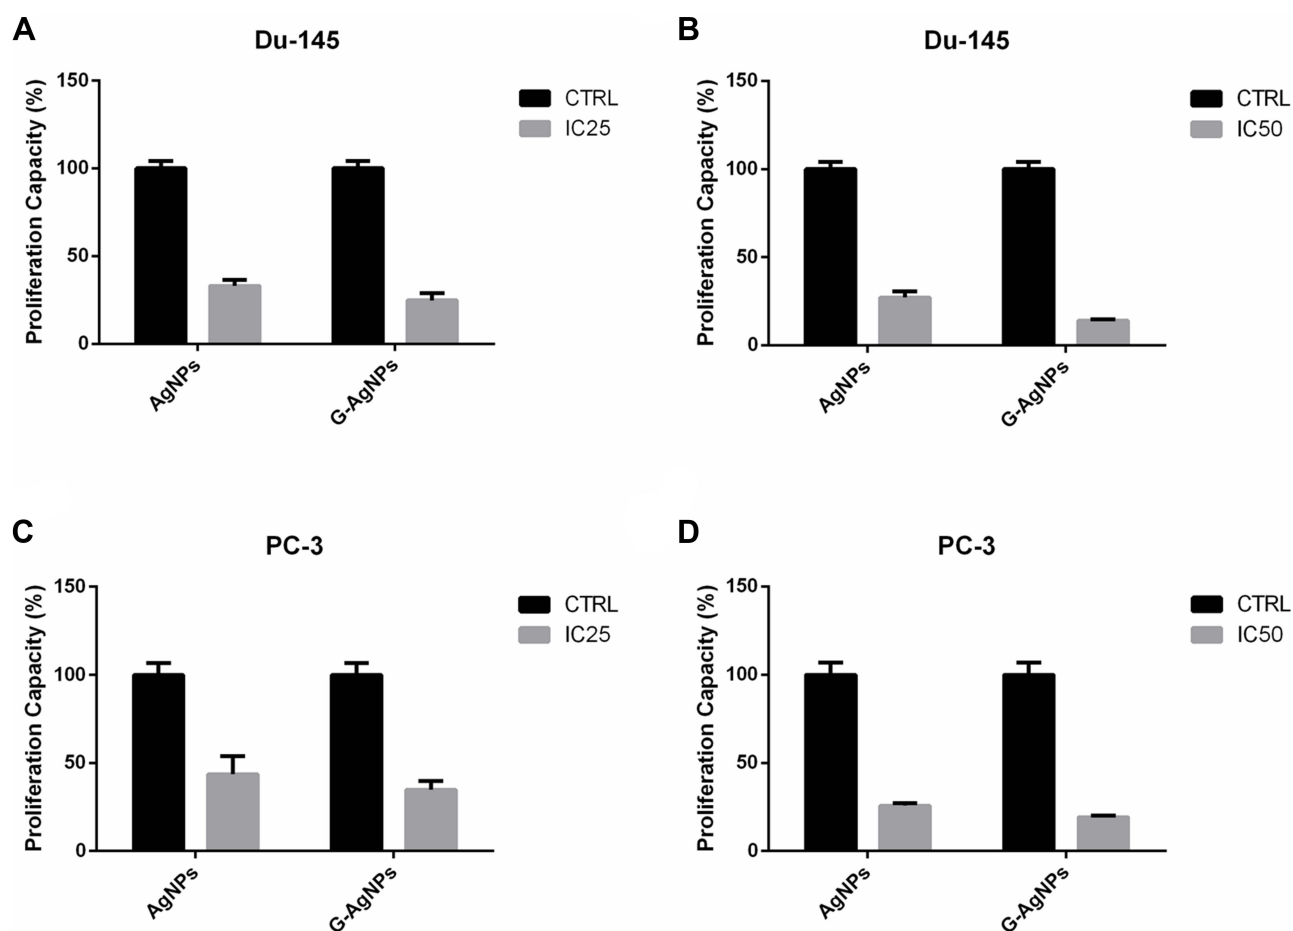 A
Du-145
Proliferation Capacity (%)
150
100
50
0
AgNPs
G-AgNPs
CTRL
IC25
B
Du-145
Proliferation Capacity (%)
150
100
50
0
AgNPs
G-AgNPs
CTRL
IC50
C
PC-3
Proliferation Capacity (%)
150
100
50
0
AgNPs
G-AgNPs
CTRL
IC25
D
PC-3
Proliferation Capacity (%)
150
100
50
0
AgNPs
G-AgNPs
CTRL
IC50